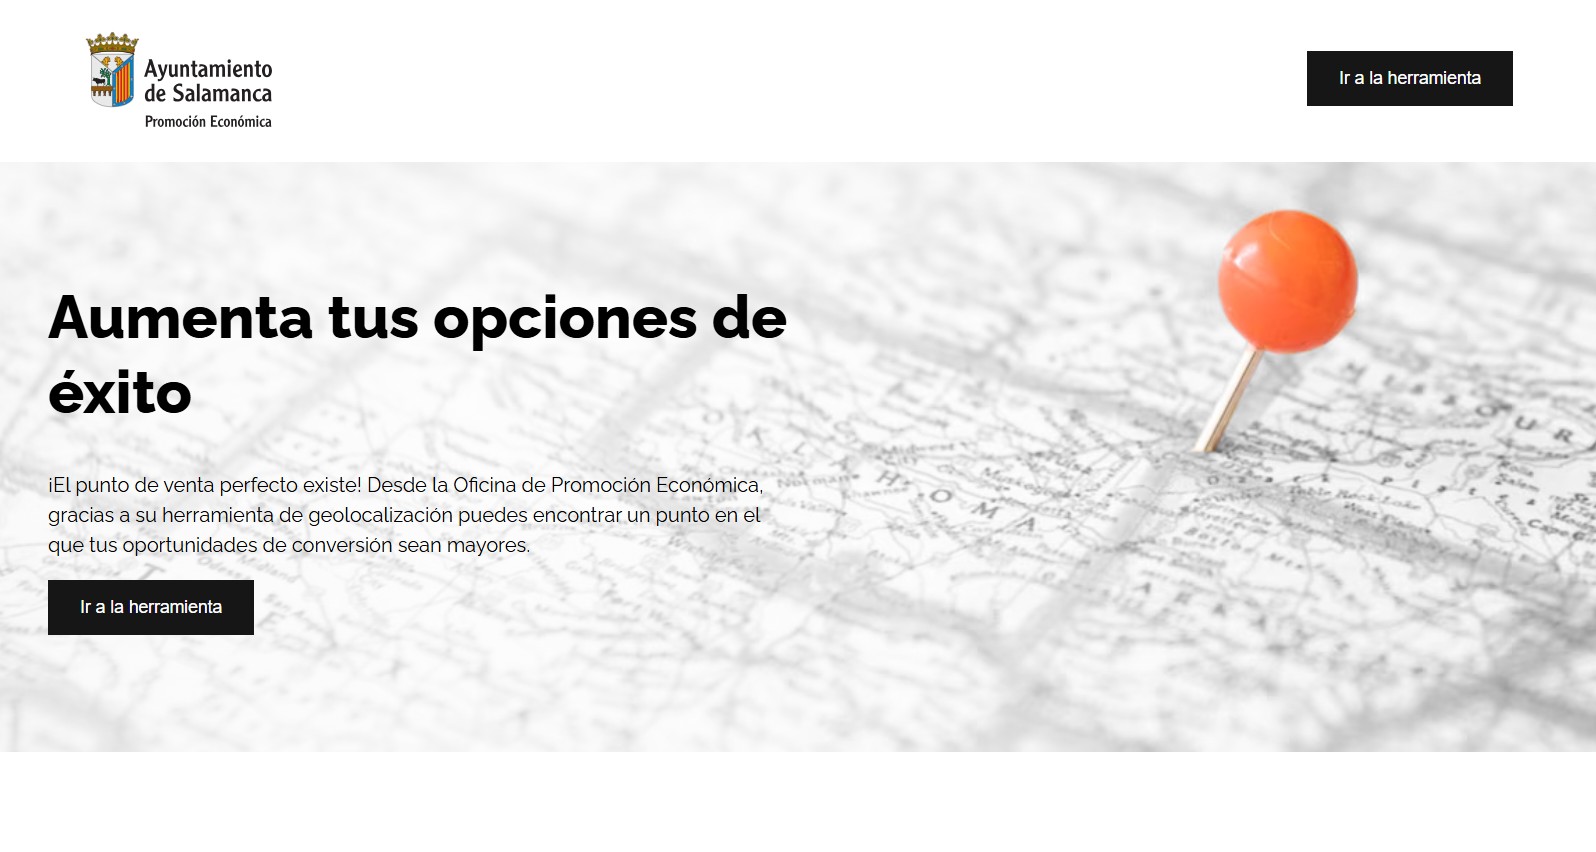 Ayuntamiento
de Salamanca
Promoción Económica
Ir a la herramienta
Aumenta tus opciones de
éxito
¡El punto de venta perfecto existe! Desde la Oficina de Promoción Económica,
gracias a su herramienta de geolocalización puedes encontrar un punto en el
que tus oportunidades de conversión sean mayores.
Ir a la herramienta
O K L A H O M A